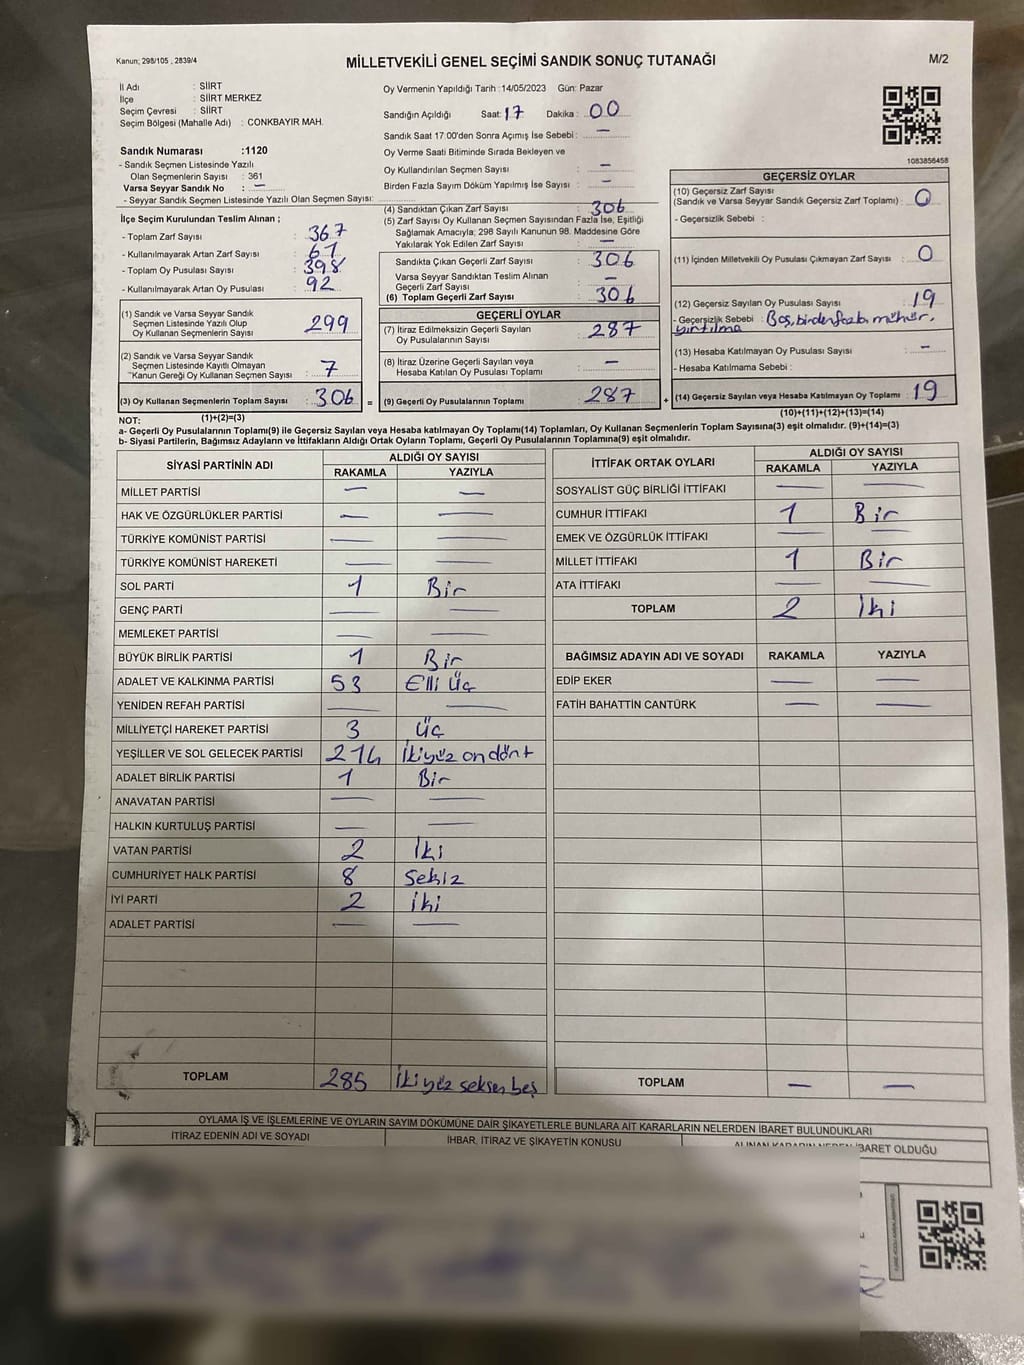 Kanun; 298/105 , 2839/4
MİLLETVEKİLİ GENEL SEÇİMİ SANDIK SONUÇ TUTANAĞI
M/2
İl Adı : SİİRT
İlçe : SİİRT MERKEZ
Seçim Çevresi : SİİRT
Seçim Bölgesi (Mahalle Adı) : CONKBAYIR MAH.
Sandık Numarası :1120
- Sandık Seçmen Listesinde Yazılı
Olan Seçmenlerin Sayısı : 361
Varsa Seyyar Sandık No : —
- Seyyar Sandık Seçmen Listesinde Yazılı Olan Seçmen Sayısı:
Oy Vermenin Yapıldığı Tarih :14/05/2023 Gün: Pazar
Sandığın Açıldığı Saat: 17 Dakika : 00
Sandık Saat 17.00'den Sonra Açımış İse Sebebi : —
Oy Verme Saati Bitiminde Sırada Bekleyen ve
Oy Kullandırılan Seçmen Sayısı : —
Birden Fazla Sayım Döküm Yapılmış İse Sayısı : —
1083856458
İlçe Seçim Kurulundan Teslim Alınan ;
- Toplam Zarf Sayısı : 367
- Kullanılmayarak Artan Zarf Sayısı : 61
- Toplam Oy Pusulası Sayısı : 398
- Kullanılmayarak Artan Oy Pusulası : 92
(4) Sandıktan Çıkan Zarf Sayısı : 306
(5) Zarf Sayısı Oy Kullanan Seçmen Sayısından Fazla İse, Eşitliği
Sağlamak Amacıyla; 298 Sayılı Kanunun 98. Maddesine Göre
Yakılarak Yok Edilen Zarf Sayısı : —
Sandıkta Çıkan Geçerli Zarf Sayısı : 306
Varsa Seyyar Sandıktan Teslim Alınan
Geçerli Zarf Sayısı :
(6) Toplam Geçerli Zarf Sayısı : 306
GEÇERSİZ OYLAR
(10) Geçersiz Zarf Sayısı
(Sandık ve Varsa Seyyar Sandık Geçersiz Zarf Toplamı) : 0
- Geçersizlik Sebebi :
(11) İçinden Milletvekili Oy Pusulası Çıkmayan Zarf Sayısı : 0
(12) Geçersiz Sayılan Oy Pusulası Sayısı : 19
- Geçersizlik Sebebi : Boş, birden fazla mühür,
yırtılma
(13) Hesaba Katılmayan Oy Pusulası Sayısı : —
- Hesaba Katılmama Sebebi :
(14) Geçersiz Sayılan veya Hesaba Katılmayan Oy Toplamı : 19
(10)+(11)+(12)+(13)=(14)
(1) Sandık ve Varsa Seyyar Sandık
Seçmen Listesinde Yazılı Olup
Oy Kullanan Seçmenlerin Sayısı : 299
(2) Sandık ve Varsa Seyyar Sandık
Seçmen Listesinde Kayıtlı Olmayan
Kanun Gereği Oy Kullanan Seçmen Sayısı : 7
(3) Oy Kullanan Seçmenlerin Toplam Sayısı : 306 =
GEÇERLİ OYLAR
(7) İtiraz Edilmeksizin Geçerli Sayılan
Oy Pusulalarının Sayısı : 287
(8) İtiraz Üzerine Geçerli Sayılan veya
Hesaba Katılan Oy Pusulası Toplamı : —
(9) Geçerli Oy Pusulalarının Toplamı : 287 +
NOT: (1)+(2)=(3)
a- Geçerli Oy Pusulalarının Toplamı(9) ile Geçersiz Sayılan veya Hesaba katılmayan Oy Toplamı(14) Toplamları, Oy Kullanan Seçmenlerin Toplam Sayısına(3) eşit olmalıdır. (9)+(14)=(3)
b- Siyasi Partilerin, Bağımsız Adayların ve İttifakların Aldığı Ortak Oyların Toplamı, Geçerli Oy Pusulalarının Toplamına(9) eşit olmalıdır.
SİYASİ PARTİNİN ADI ALDIĞI OY SAYISI
RAKAMLA YAZIYLA
MİLLET PARTİSİ — —
HAK VE ÖZGÜRLÜKLER PARTİSİ — —
TÜRKİYE KOMÜNİST PARTİSİ — —
TÜRKİYE KOMÜNİST HAREKETİ — —
SOL PARTİ 1 Bir
GENÇ PARTİ — —
MEMLEKET PARTİSİ — —
BÜYÜK BİRLİK PARTİSİ 1 Bir
ADALET VE KALKINMA PARTİSİ 53 Elli Üç
YENİDEN REFAH PARTİSİ — —
MİLLİYETÇİ HAREKET PARTİSİ 3 Üç
YEŞİLLER VE SOL GELECEK PARTİSİ 214 İkiyüz ondört
ADALET BİRLİK PARTİSİ 1 Bir
ANAVATAN PARTİSİ — —
HALKIN KURTULUŞ PARTİSİ — —
VATAN PARTİSİ 2 İki
CUMHURİYET HALK PARTİSİ 8 Sekiz
İYİ PARTİ 2 İki
ADALET PARTİSİ — —
TOPLAM 285 İkiyüz seksen beş
İTTİFAK ORTAK OYLARI ALDIĞI OY SAYISI
RAKAMLA YAZIYLA
SOSYALİST GÜÇ BİRLİĞİ İTTİFAKI — —
CUMHUR İTTİFAKI 1 Bir
EMEK VE ÖZGÜRLÜK İTTİFAKI — —
MİLLET İTTİFAKI 1 Bir
ATA İTTİFAKI — —
TOPLAM 2 İki
BAĞIMSIZ ADAYIN ADI VE SOYADI RAKAMLA YAZIYLA
EDİP EKER — —
FATİH BAHATTİN CANTÜRK — —
TOPLAM — —
OYLAMA İŞ VE İŞLEMLERİNE VE OYLARIN SAYIM DÖKÜMÜNE DAİR ŞİKAYETLERLE BUNLARA AİT KARARLARIN NELERDEN İBARET BULUNDUKLARI
İTİRAZ EDENİN ADI VE SOYADI İHBAR, İTİRAZ VE ŞİKAYETİN KONUSU ALINAN KARARIN NEDEN İBARET OLDUĞU